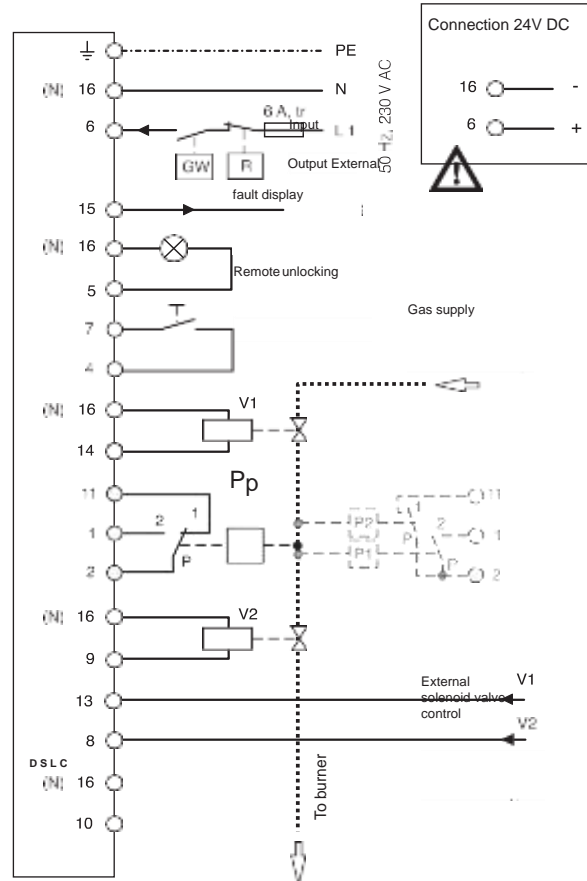 Connection 24V DC
16 -
6 +
PE
(N) 16 N
6 6 A, tr Input L1
50 Hz, 230 V AC
GW R Output External
fault display
15
(N) 16
Remote unlocking
5
7 Gas supply
4
(N) 16 V1
14
Pp
11 1 11
1 2 P2 1 2 1
P P
2 P1 P 2
(N) 16 V2
9
13 External solenoid valve control V1
8 V2
DSLC
(N) 16
To burner
10